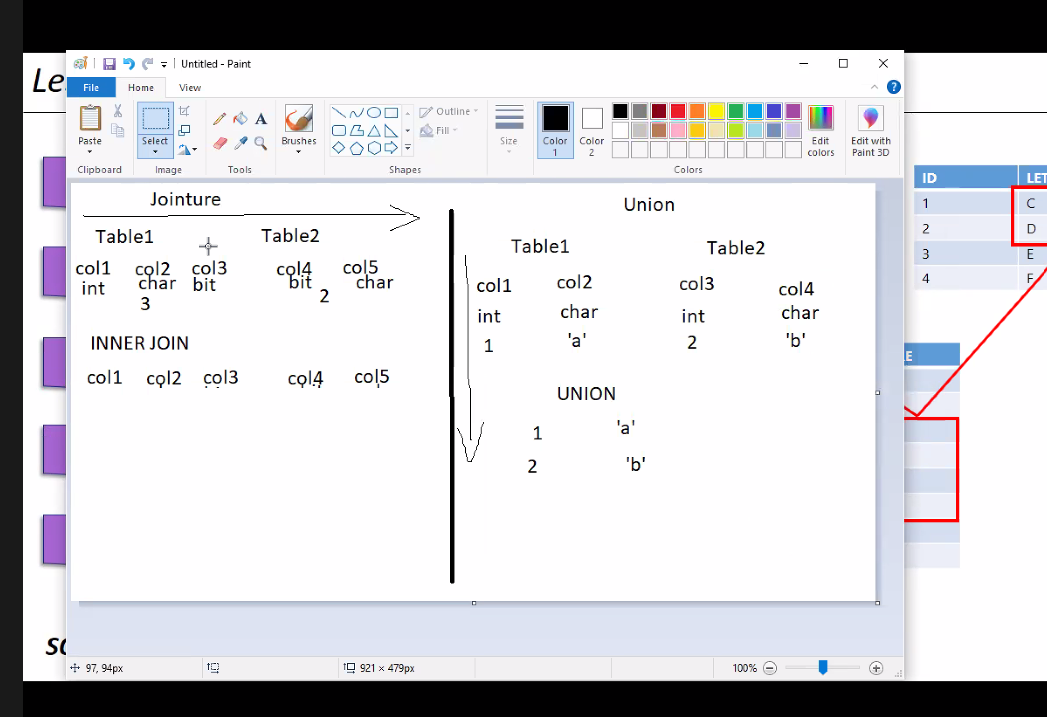 Le
Untitled - Paint
File Home View
Paste
Select
Brushes
Outline
Fill
Size
Color 1
Color 2
Edit colors
Edit with Paint 3D
Clipboard Image Tools Shapes Colors
Jointure
Table1 Table2
col1 col2 col3 col4 col5
int char bit bit char
3 2
INNER JOIN
col1 col2 col3 col4 col5
Union
Table1 Table2
col1 col2 col3 col4
int char int char
1 'a' 2 'b'
UNION
1 'a'
2 'b'
ID LET
1 C
2 D
3 E
4 F
E
97, 94px 921 × 479px 100%